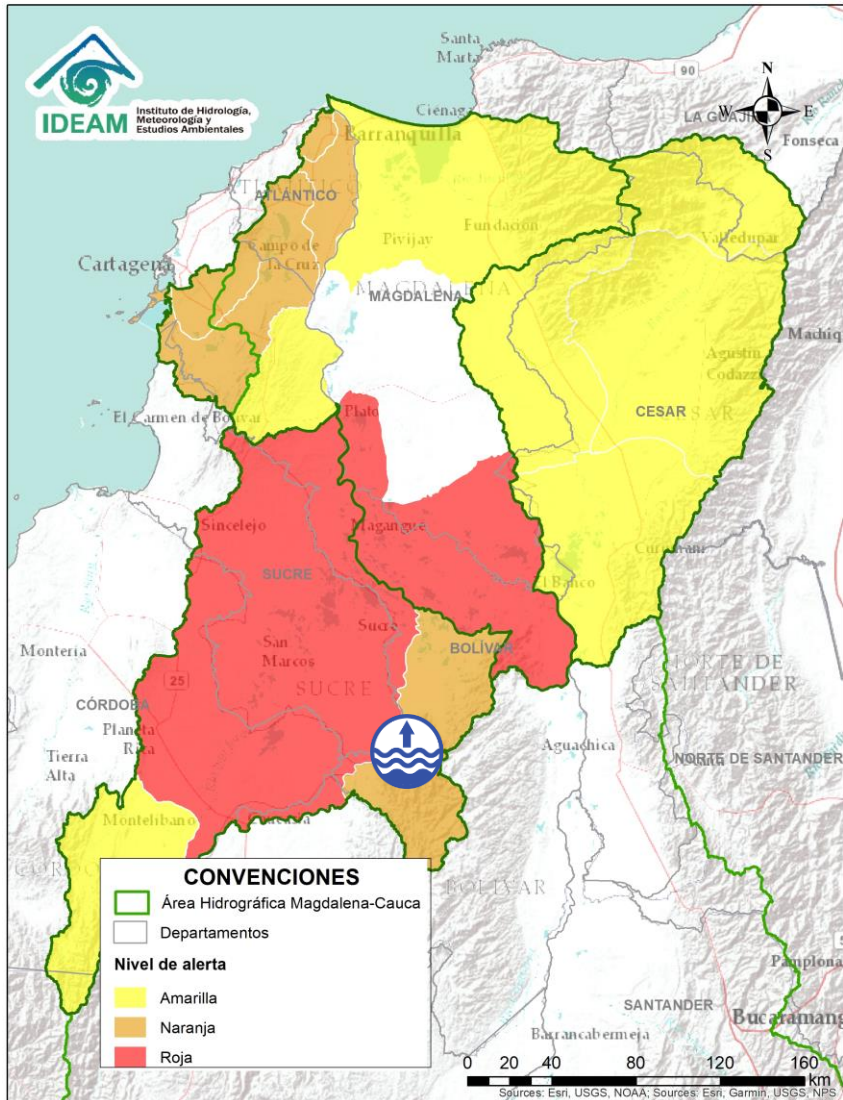 IDEAM
Instituto de Hidrología,
Meteorología y
Estudios Ambientales
Santa
Marta
90
N
W
E
S
LA GUAJIRA
Fonseca
Ciénaga
Barranquilla
ATLÁNTICO
Valledupar
Fundación
Pivijay
Campo de
la Cruz
Cartagena
MAGDALENA
MAGDALENA
Machiq
Agustín
Codazzi
CESAR
El Carmen de Bolívar
Plato
Sincelejo
Magangué
Curumaní
El Banco
SUCRE
Sucre
BOLÍVAR
Montería
San
Marcos
SUCRE
NORTE DE
SANTANDER
25
CÓRDOBA
Planeta
Rica
Tierra
Alta
Aguachica
NORTE DE SANTANDER
Montelíbano
Caucasia
BOLÍVAR
CONVENCIONES
Área Hidrográfica Magdalena-Cauca
Departamentos
Nivel de alerta
Amarilla
Naranja
Roja
Pamplona
SANTANDER
Bucaramang
Barrancabermeja
0 20 40 80 120 160
km
Sources: Esri, USGS, NOAA; Sources: Esri, Garmin, USGS, NPS